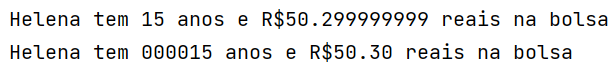 Helena tem 15 anos e R$50.299999999 reais na bolsa
Helena tem 000015 anos e R$50.30 reais na bolsa